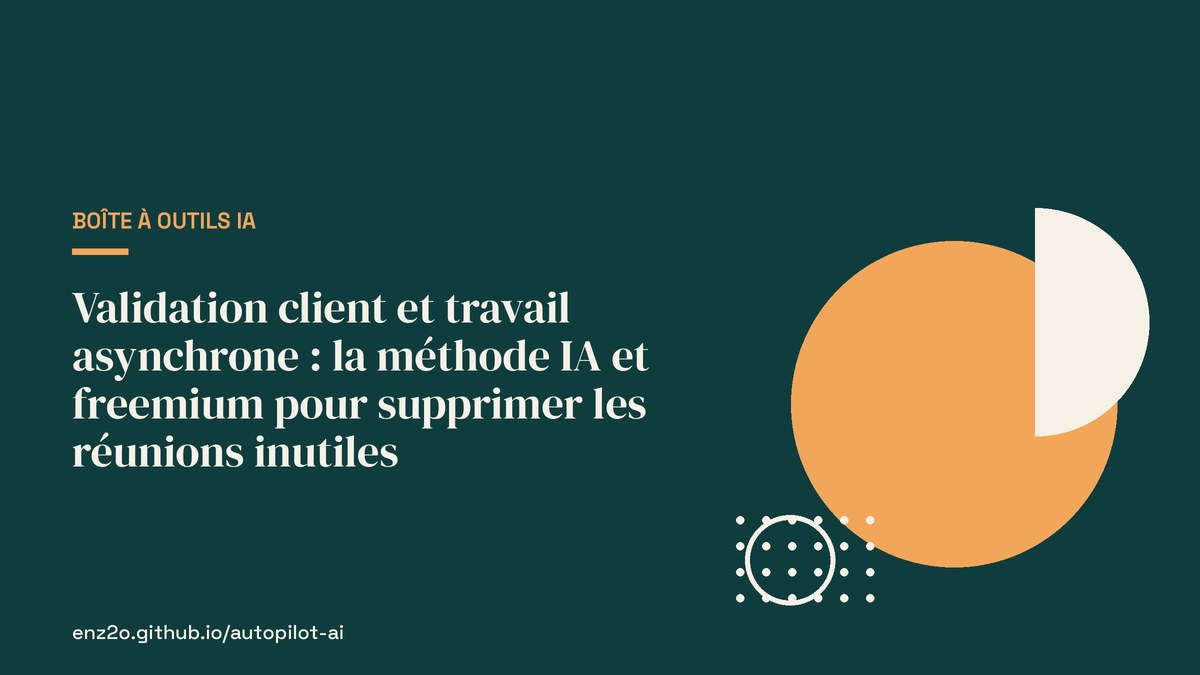 BOÎTE À OUTILS IA
Validation client et travail
asynchrone : la méthode IA et
freemium pour supprimer les
réunions inutiles
enz2o.github.io/autopilot-ai